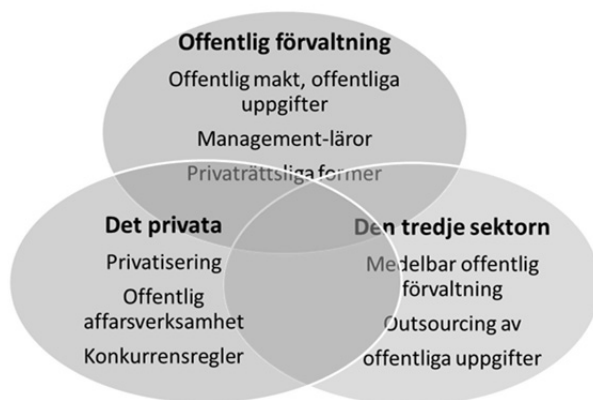 Offentlig förvaltning
Offentlig makt, offentliga
uppgifter
Management-läror
Privaträttsliga former
Det privata
Privatisering
Offentlig
affarsverksamhet
Konkurrensregler
Den tredje sektorn
Medelbar offentlig
förvaltning
Outsourcing av
offentliga uppgifter